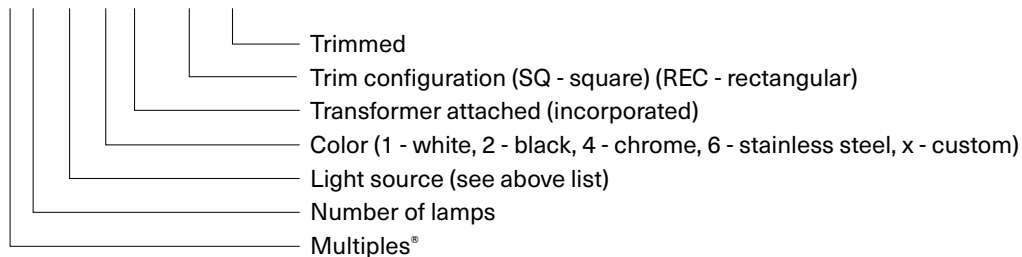 Trimmed
Trim configuration (SQ - square) (REC - rectangular)
Transformer attached (incorporated)
Color (1 - white, 2 - black, 4 - chrome, 6 - stainless steel, x - custom)
Light source (see above list)
Number of lamps
Multiples®